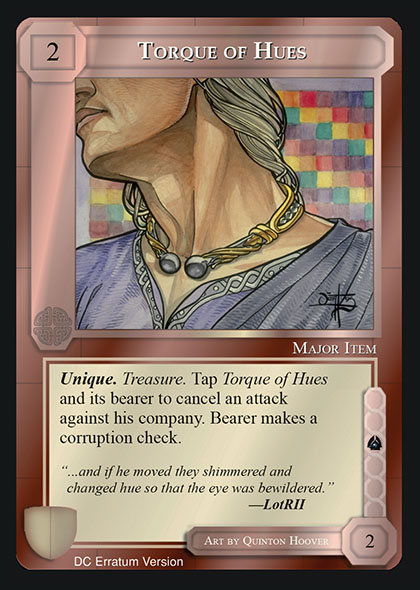 2
TORQUE OF HUES
MAJOR ITEM
Unique. Treasure. Tap Torque of Hues
and its bearer to cancel an attack
against his company. Bearer makes a
corruption check.
“...and if he moved they shimmered and
changed hue so that the eye was bewildered.”
—LotRII
ART BY QUINTON HOOVER
2
DC Erratum Version